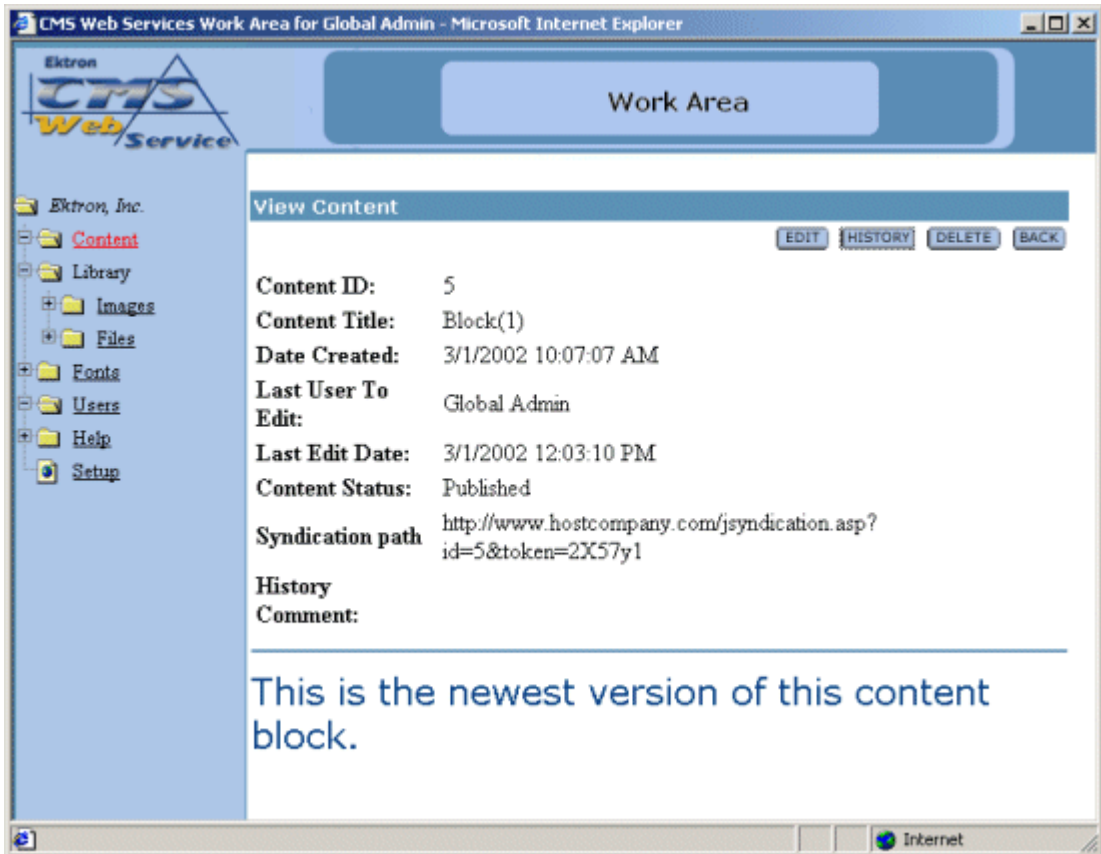 CMS Web Services Work Area for Global Admin - Microsoft Internet Explorer
Ektron
CMS
Web
Service
Work Area
Ektron, Inc.
Content
Library
Images
Files
Fonts
Users
Help
Setup
View Content
EDIT HISTORY DELETE BACK
Content ID: 5
Content Title: Block(1)
Date Created: 3/1/2002 10:07:07 AM
Last User To
Edit: Global Admin
Last Edit Date: 3/1/2002 12:03:10 PM
Content Status: Published
Syndication path http://www.hostcompany.com/jsyndication.asp?
id=5&token=2X57y1
History
Comment:
This is the newest version of this content
block.
Internet